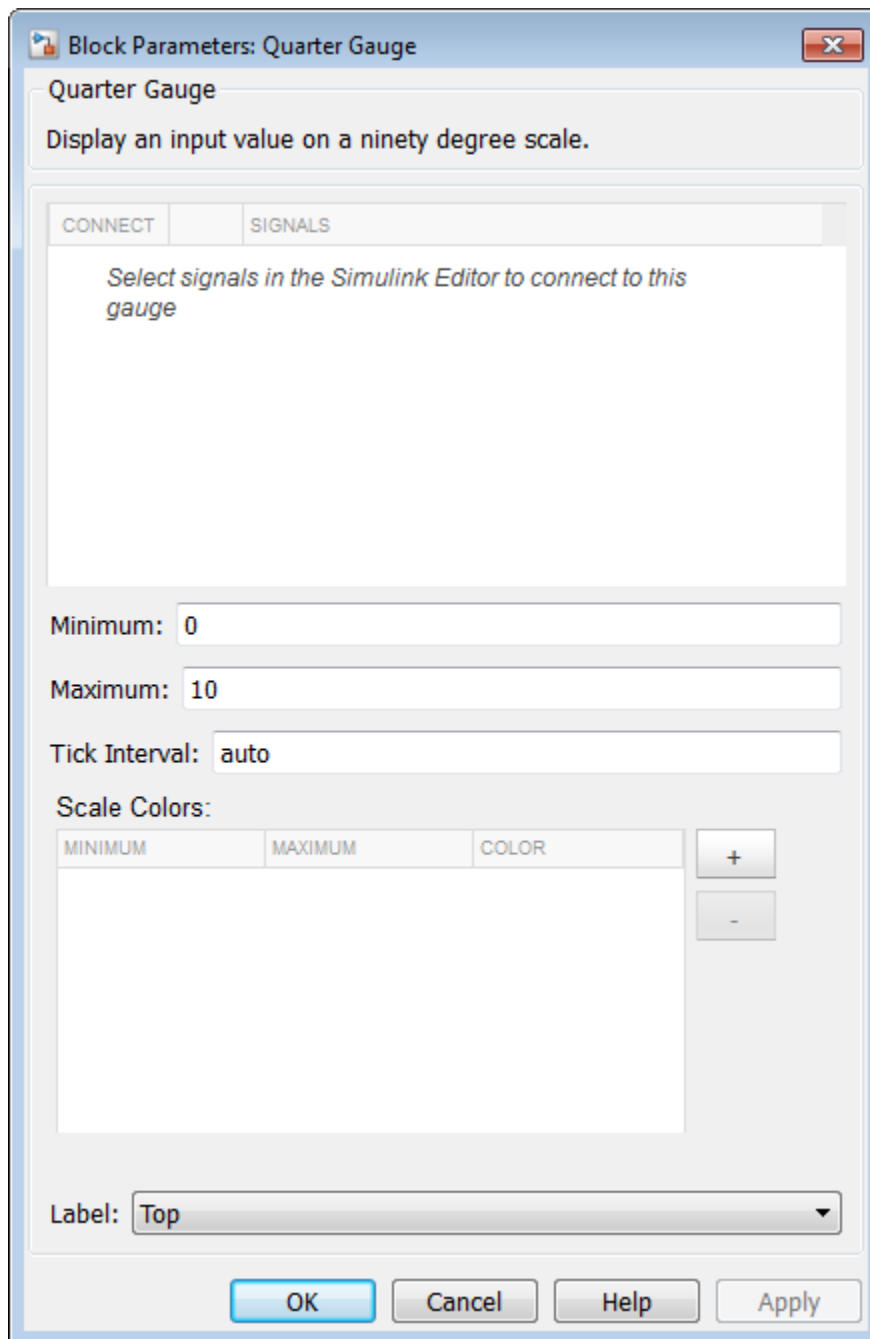 Block Parameters: Quarter Gauge
Quarter Gauge
Display an input value on a ninety degree scale.
CONNECT SIGNALS
Select signals in the Simulink Editor to connect to this
gauge
Minimum: 0
Maximum: 10
Tick Interval: auto
Scale Colors:
MINIMUM MAXIMUM COLOR
+
-
Label: Top
OK Cancel Help Apply